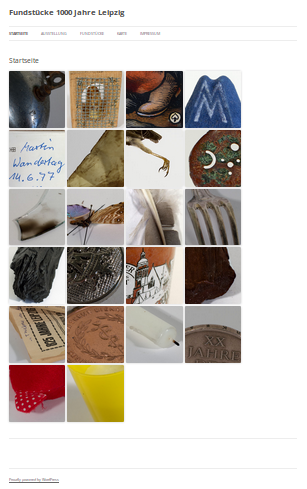 Fundstücke 1000 Jahre Leipzig
STARTSEITE AUSSTELLUNG FUNDSTÜCKE KARTE IMPRESSUM
Startseite
Martin
Wandertag
14.6.77
XX
JAHRE
Proudly powered by WordPress